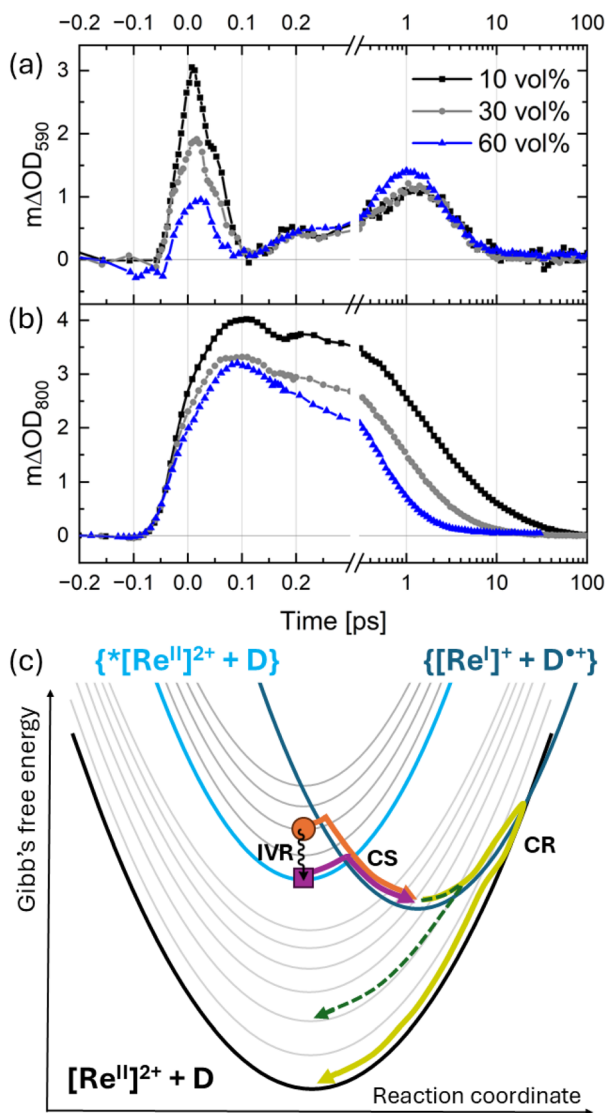 −0.2 −0.1 0.0 0.1 0.2 1 10 100
(a)
3
2
1
0
mΔOD590
10 vol%
30 vol%
60 vol%
(b)
4
3
2
1
0
mΔOD800
−0.2 −0.1 0.0 0.1 0.2 1 10 100
Time [ps]
(c)
{*[Reᴵᴵ]²⁺ + D} {[Reᴵ]⁺ + D•⁺}
Gibb's free energy
IVR
CS
CR
[Reᴵᴵ]²⁺ + D
Reaction coordinate